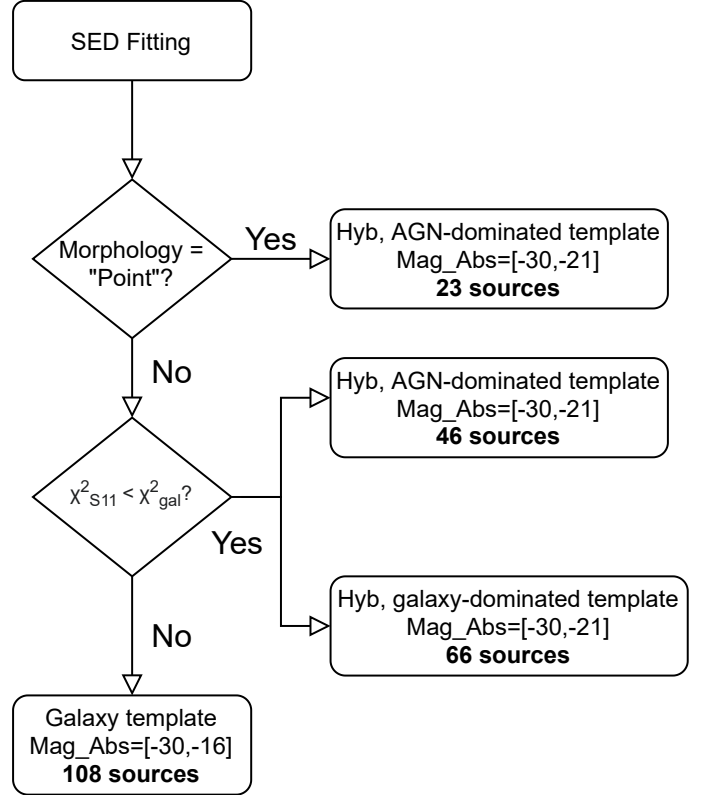 SED Fitting
Morphology =
"Point"?
Yes
Hyb, AGN-dominated template
Mag_Abs=[-30,-21]
23 sources
No
Hyb, AGN-dominated template
Mag_Abs=[-30,-21]
46 sources
χ²S11 < χ²gal?
Yes
Hyb, galaxy-dominated template
Mag_Abs=[-30,-21]
66 sources
No
Galaxy template
Mag_Abs=[-30,-16]
108 sources